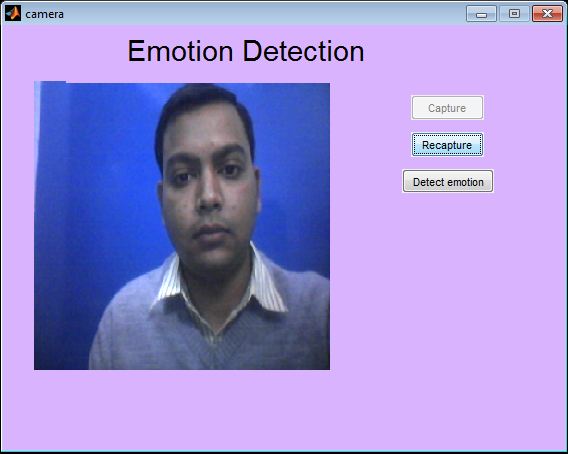 camera
Emotion Detection
Capture
Recapture
Detect emotion